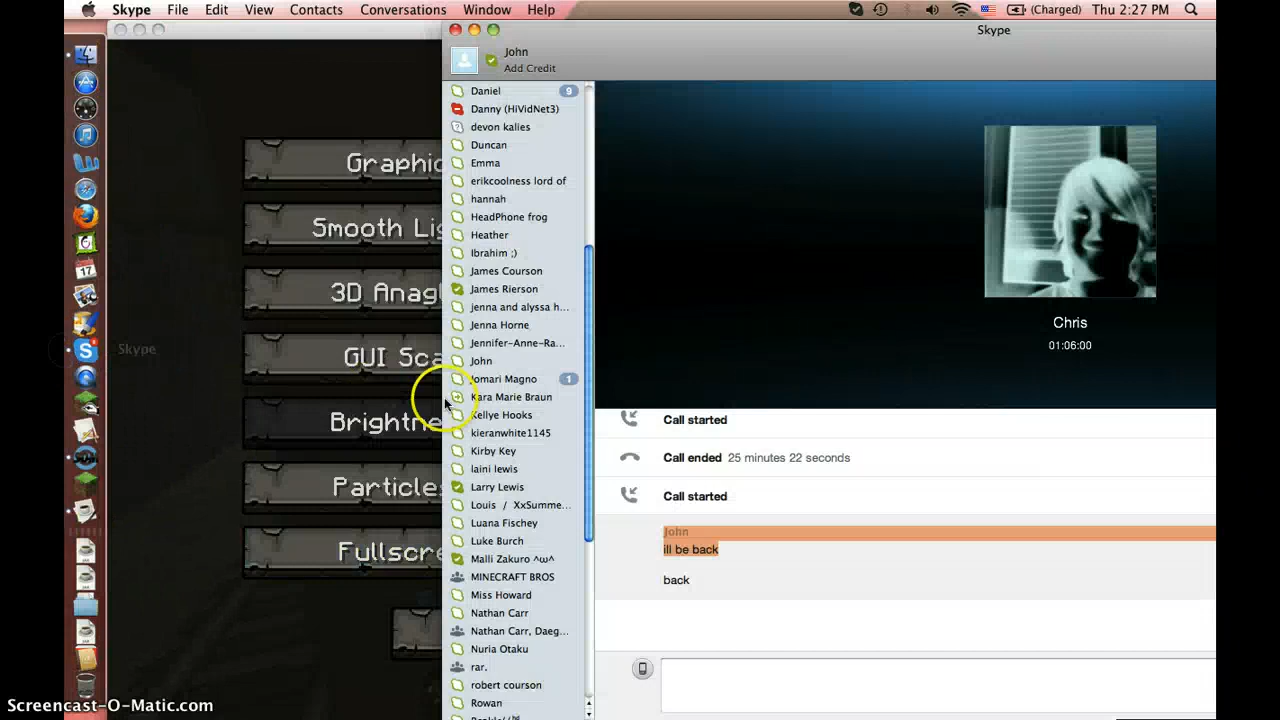 Skype File Edit View Contacts Conversations Window Help (Charged) Thu 2:27 PM
Skype
John
Add Credit
Daniel 9
Danny (HiVidNet3)
devon kalies
Duncan
Emma
erikcoolness lord of
hannah
HeadPhone frog
Heather
Ibrahim ;)
James Courson
James Rierson
jenna and alyssa h...
Jenna Horne
Jennifer-Anne-Ra...
John
Jomari Magno 1
Kara Marie Braun
Kellye Hooks
kieranwhite1145
Kirby Key
laini lewis
Larry Lewis
Louis / XxSumme...
Luana Fischey
Luke Burch
Malli Zakuro ^ω^
MINECRAFT BROS
Miss Howard
Nathan Carr
Nathan Carr, Daeg...
Nuria Otaku
rar.
robert courson
Rowan
Chris
01:06:00
Call started
Call ended 25 minutes 22 seconds
Call started
John
ill be back
back
Graphic
Smooth Lig
3D Anagl
GUI Sca
Brightne
Particles
Fullscre
17
Skype
Screencast-O-Matic.com